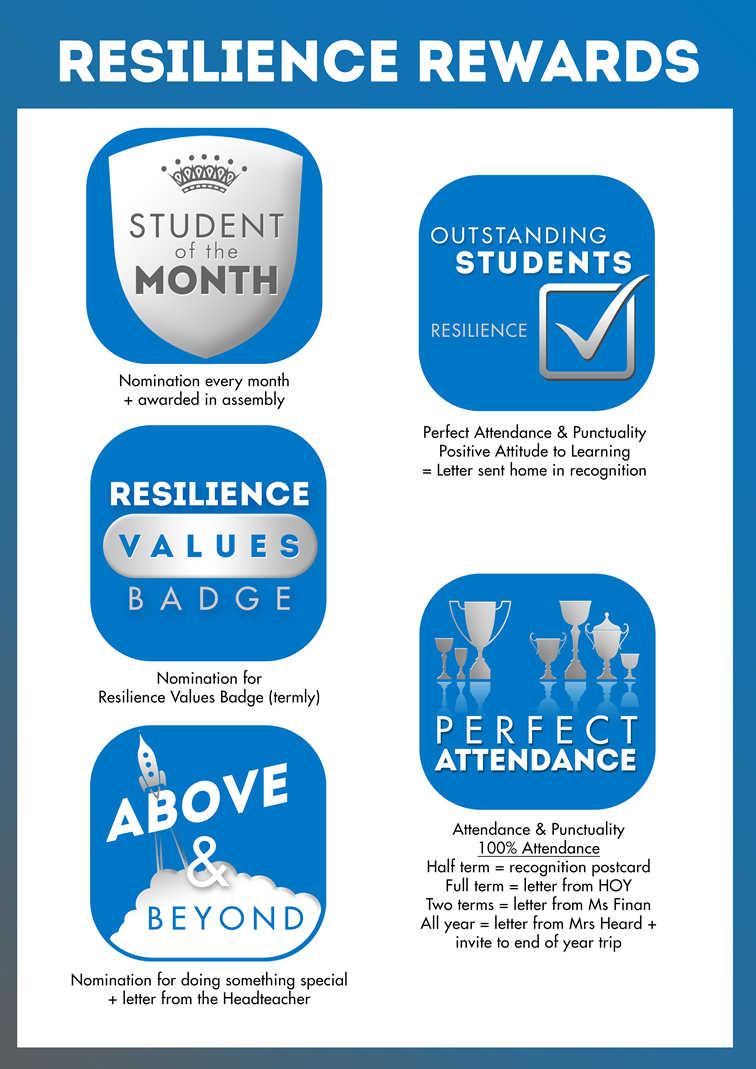 RESILIENCE REWARDS
STUDENT
of the
MONTH
Nomination every month
+ awarded in assembly
OUTSTANDING
STUDENTS
RESILIENCE
Perfect Attendance & Punctuality
Positive Attitude to Learning
= Letter sent home in recognition
RESILIENCE
VALUES
BADGE
Nomination for
Resilience Values Badge (termly)
PERFECT
ATTENDANCE
Attendance & Punctuality
100% Attendance
Half term = recognition postcard
Full term = letter from HOY
Two terms = letter from Ms Finan
All year = letter from Mrs Heard +
invite to end of year trip
ABOVE
&
BEYOND
Nomination for doing something special
+ letter from the Headteacher